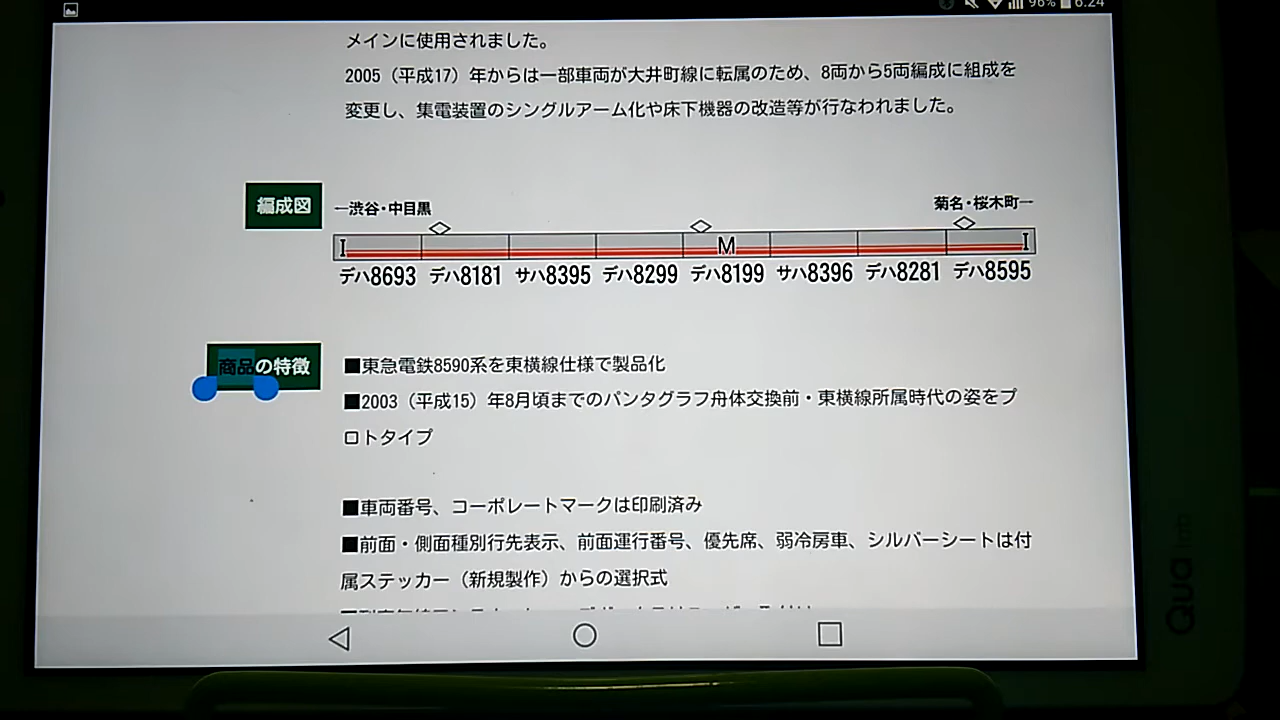 96% 6:24
メインに使用されました。
2005（平成17）年からは一部車両が大井町線に転属のため、8両から5両編成に組成を
変更し、集電装置のシングルアーム化や床下機器の改造等が行なわれました。
編成図
←渋谷・中目黒
菊名・桜木町→
M
デハ8693 デハ8181 サハ8395 デハ8299 デハ8199 サハ8396 デハ8281 デハ8595
商品の特徴
■東急電鉄8590系を東横線仕様で製品化
■2003（平成15）年8月頃までのパンタグラフ舟体交換前・東横線所属時代の姿をプ
ロトタイプ
■車両番号、コーポレートマークは印刷済み
■前面・側面種別行先表示、前面運行番号、優先席、弱冷房車、シルバーシートは付
属ステッカー（新規製作）からの選択式
Qua tab